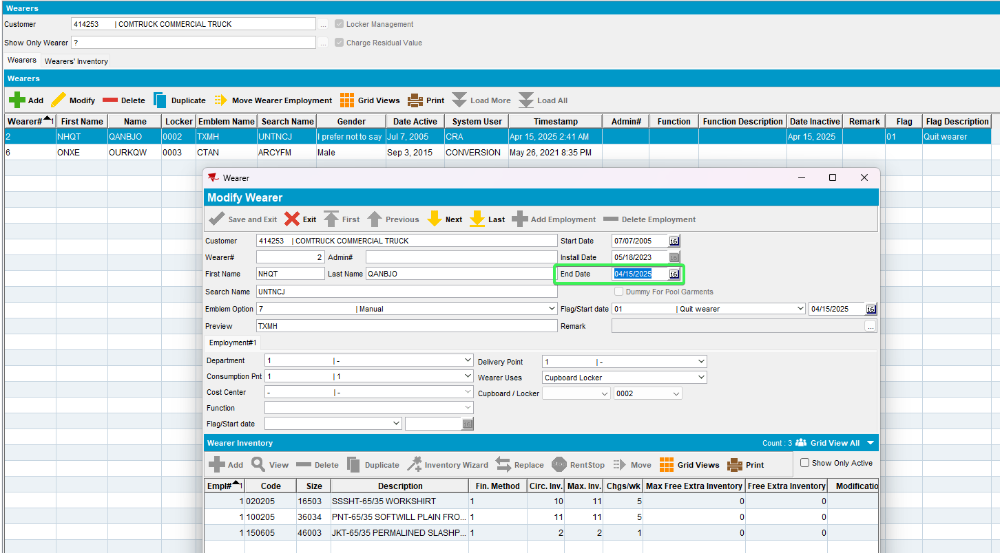 Wearers
Customer 414253 | COMTRUCK COMMERCIAL TRUCK ... Locker Management
Show Only Wearer ? ... Charge Residual Value
Wearers Wearers' Inventory
Wearers
Add Modify Delete Duplicate Move Wearer Employment Grid Views Print Load More Load All
Wearer# 1 First Name Name Locker Emblem Name Search Name Gender Date Active System User Timestamp Admin# Function Function Description Date Inactive Remark Flag Flag Description
2 NHQT QANBJO 0002 TXMH UNTNCJ I prefer not to say Jul 7, 2005 CRA Apr 15, 2025 2:41 AM Apr 15, 2025 01 Quit wearer
6 ONXE OURKQW 0003 CTAN ARCYFM Male Sep 3, 2015 CONVERSION May 26, 2021 8:35 PM
Wearer
Modify Wearer
Save and Exit Exit First Previous Next Last Add Employment Delete Employment
Customer 414253 | COMTRUCK COMMERCIAL TRUCK Start Date 07/07/2005 16
Wearer# 2 Admin# Install Date 05/18/2023 16
First Name NHQT Last Name QANBJO End Date 04/15/2025 16
Search Name UNTNCJ Dummy For Pool Garments
Emblem Option 7 | Manual Flag/Start date 01 | Quit wearer 04/15/2025 16
Preview TXMH Remark ...
Employment#1
Department 1 | - Delivery Point 1 | -
Consumption Pnt 1 | 1 Wearer Uses Cupboard Locker
Cost Center - | - Cupboard / Locker 0002
Function
Flag/Start date 16
Wearer Inventory Count : 3 Grid View All
Add View Delete Duplicate Inventory Wizard Replace RentStop Move Grid Views Print Show Only Active
Empl# 1 Code Size Description Fin. Method Circ. Inv. Max. Inv. Chgs/wk Max Free Extra Inventory Free Extra Inventory Modificatio
1 020205 16503 SSSHT-65/35 WORKSHIRT 1 10 11 5 0 0
1 100205 36034 PNT-65/35 SOFTWILL PLAIN FRO... 1 11 11 5 0 0
1 150605 46003 JKT-65/35 PERMALINED SLASHP... 1 2 2 1 0 0